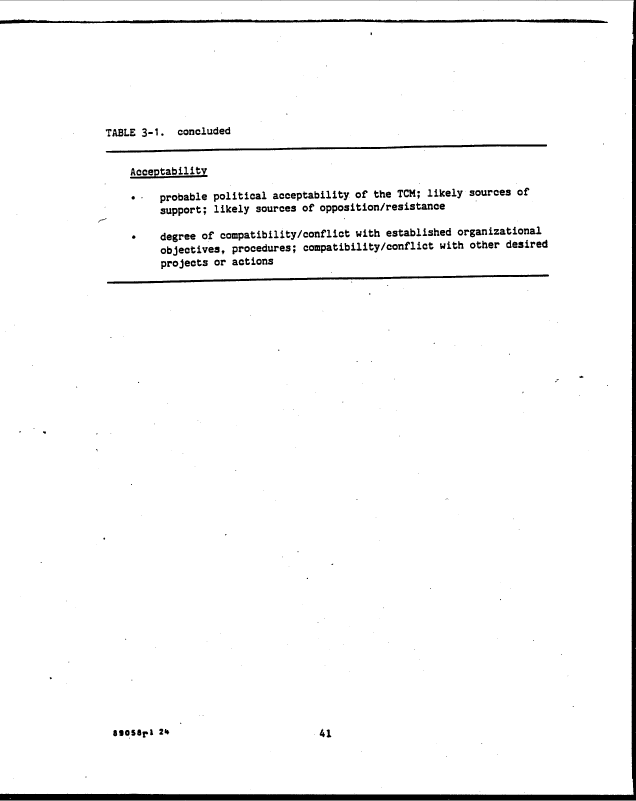 TABLE 3-1. concluded
Acceptability
• probable political acceptability of the TCM; likely sources of
support; likely sources of opposition/resistance
• degree of compatibility/conflict with established organizational
objectives, procedures; compatibility/conflict with other desired
projects or actions
89058r1 24
41